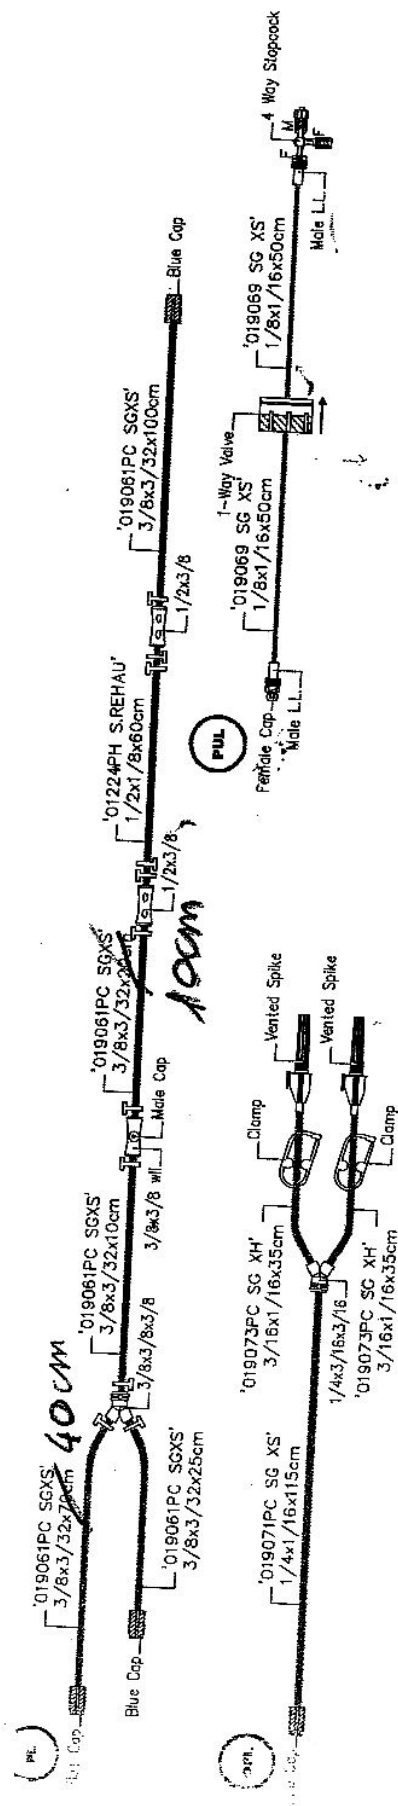 '019061PC SGXS'
3/8x3/32x70cm
40cm
Blue Cap
'019061PC SGXS'
3/8x3/32x25cm
3/8x3/8x3/8
'019061PC SGXS'
3/8x3/32x10cm
3/8x3/8 wll
Male Cap
'019061PC SGXS'
3/8x3/32x20cm
10cm
1/2x3/8
'01224PH S.REHAU'
1/2x1/8x60cm
1/2x3/8
'019061PC SGXS'
3/8x3/32x100cm
Blue Cap
PUL
Female Cap
Male L.L.
'019069 SG XS'
1/8x1/16x50cm
1-Way Valve
'019069 SG XS'
1/8x1/16x50cm
Male L.L.
F
M
F
4 Way Stopcock
Cap
'019071PC SG XS'
1/4x1/16x115cm
1/4x3/16x3/16
'019073PC SG XH'
3/16x1/16x35cm
Clamp
Vented Spike
'019073PC SG XH'
3/16x1/16x35cm
Clamp
Vented Spike